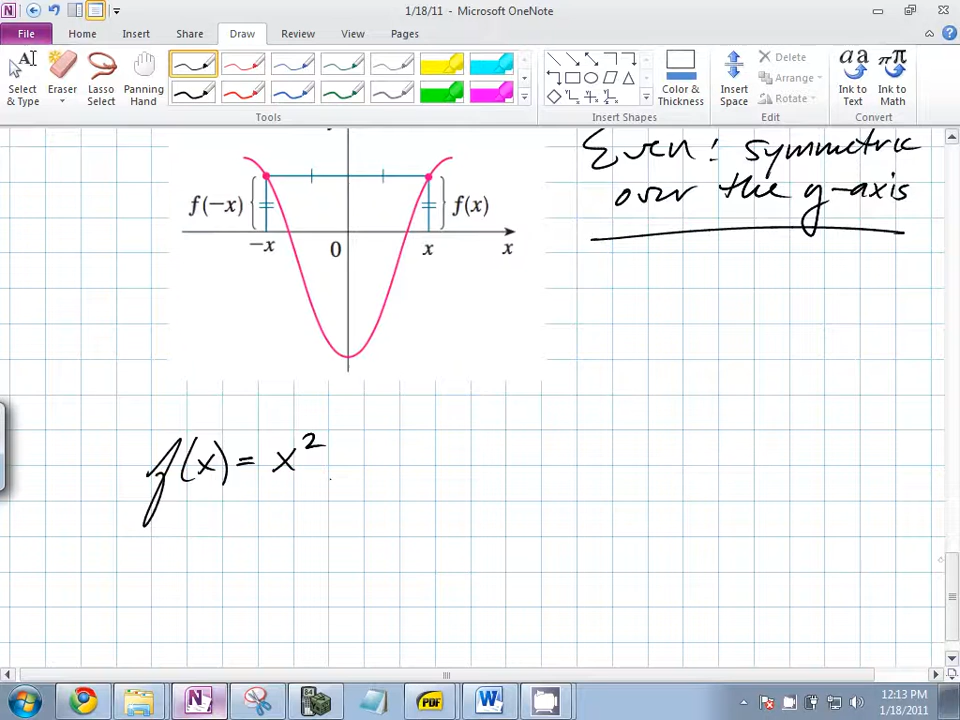 1/18/11 - Microsoft OneNote
File Home Insert Share Draw Review View Pages
Select & Type
Eraser
Lasso Select
Panning Hand
Color & Thickness
Insert Space
Delete
Arrange
Rotate
Ink to Text
Ink to Math
Tools Insert Shapes Edit Convert
Even: symmetric
over the y-axis
f(−x) f(x)
−x 0 x x
f(x) = x²
12:13 PM
1/18/2011